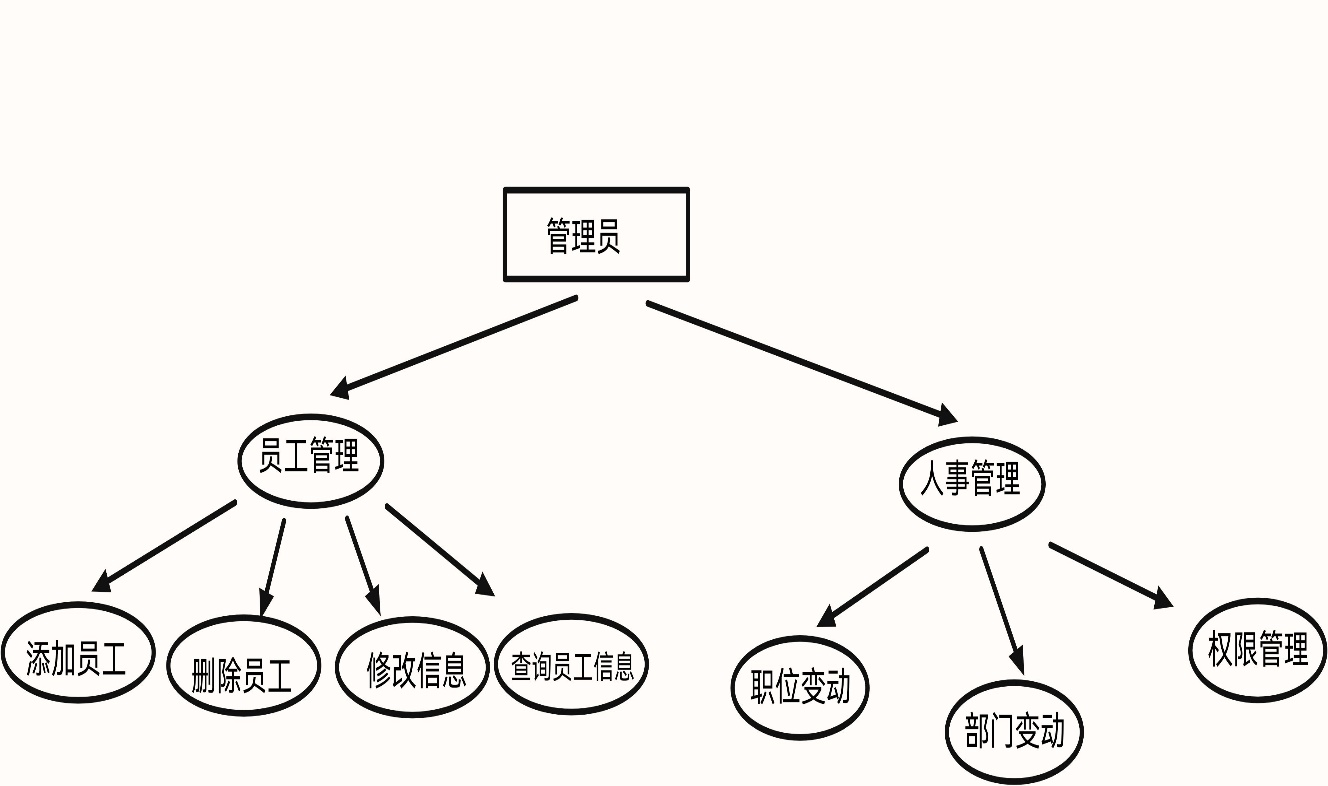 管理员
员工管理
人事管理
添加员工
删除员工
修改信息
查询员工信息
职位变动
部门变动
权限管理